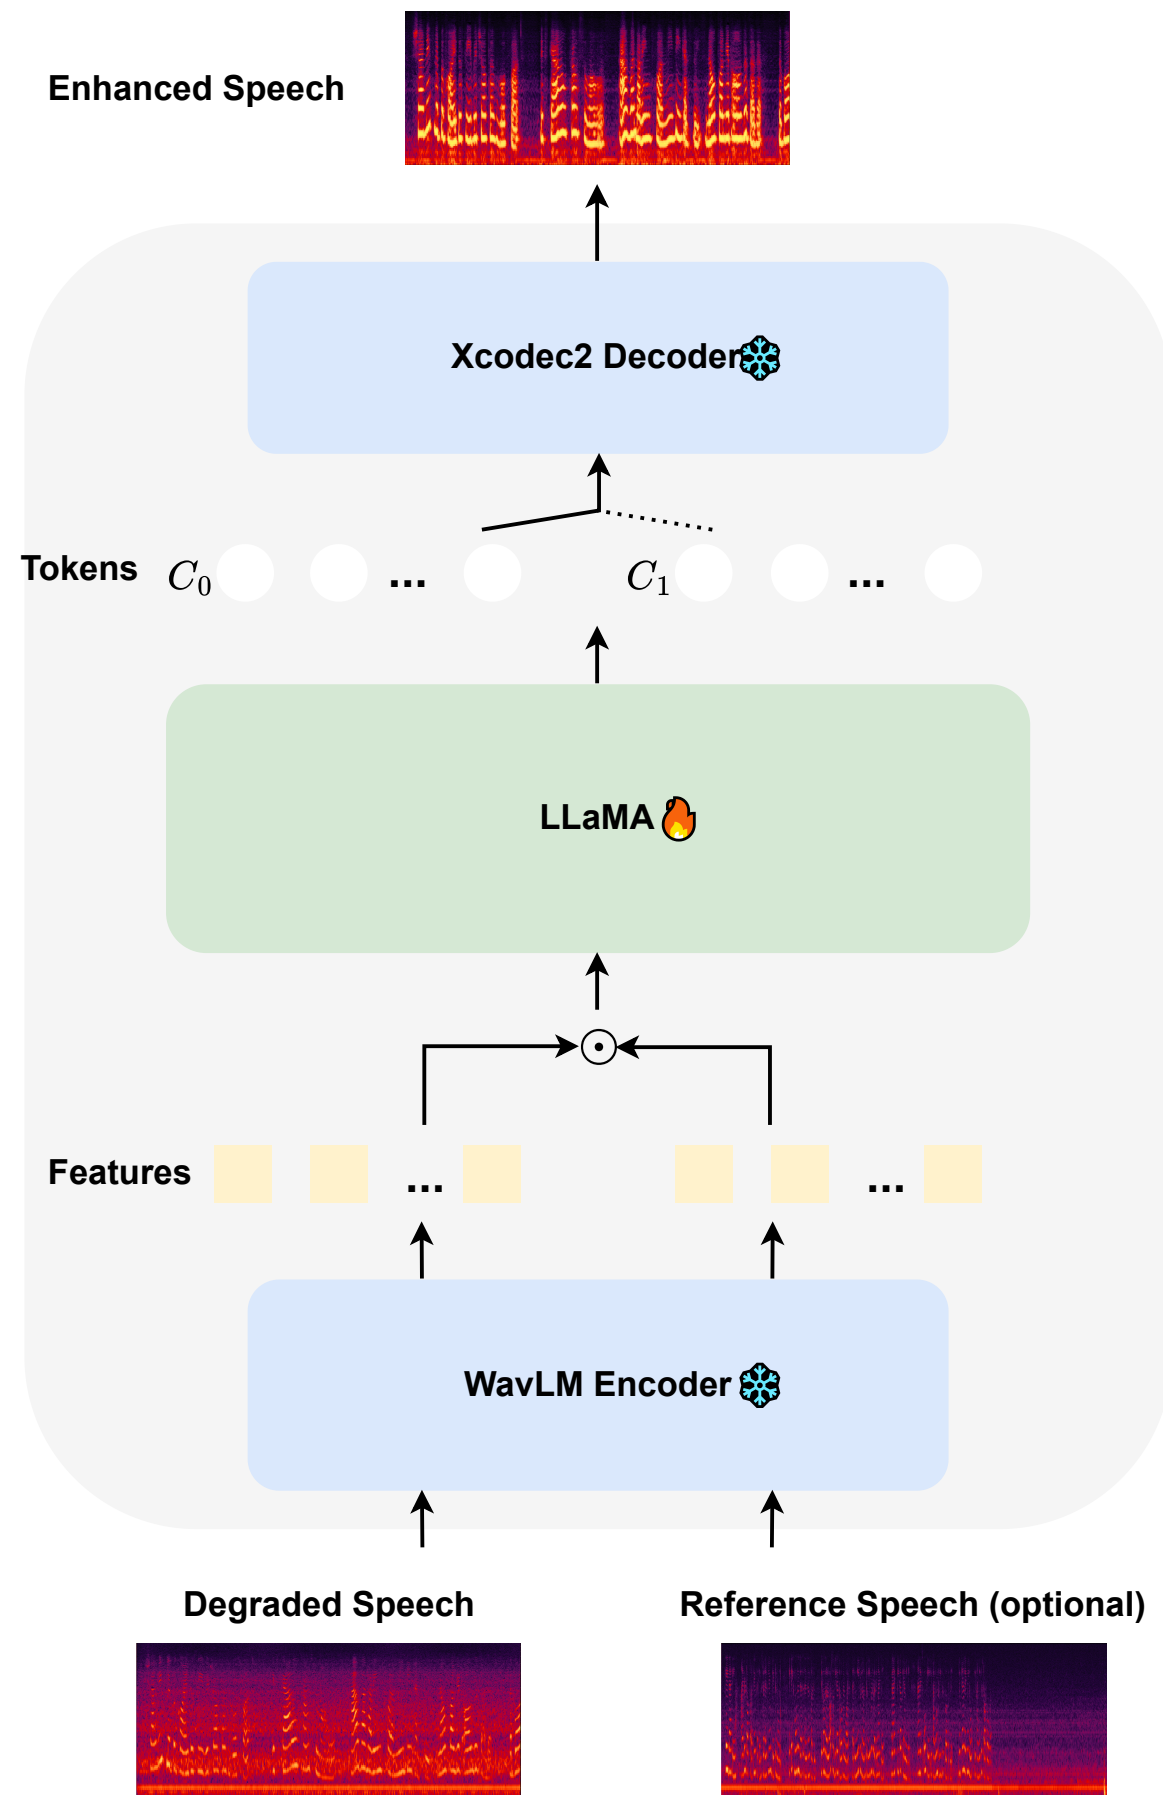 Enhanced Speech
Xcodec2 Decoder
Tokens C₀ ... C₁ ...
LLaMA
Features ... ...
WavLM Encoder
Degraded Speech Reference Speech (optional)